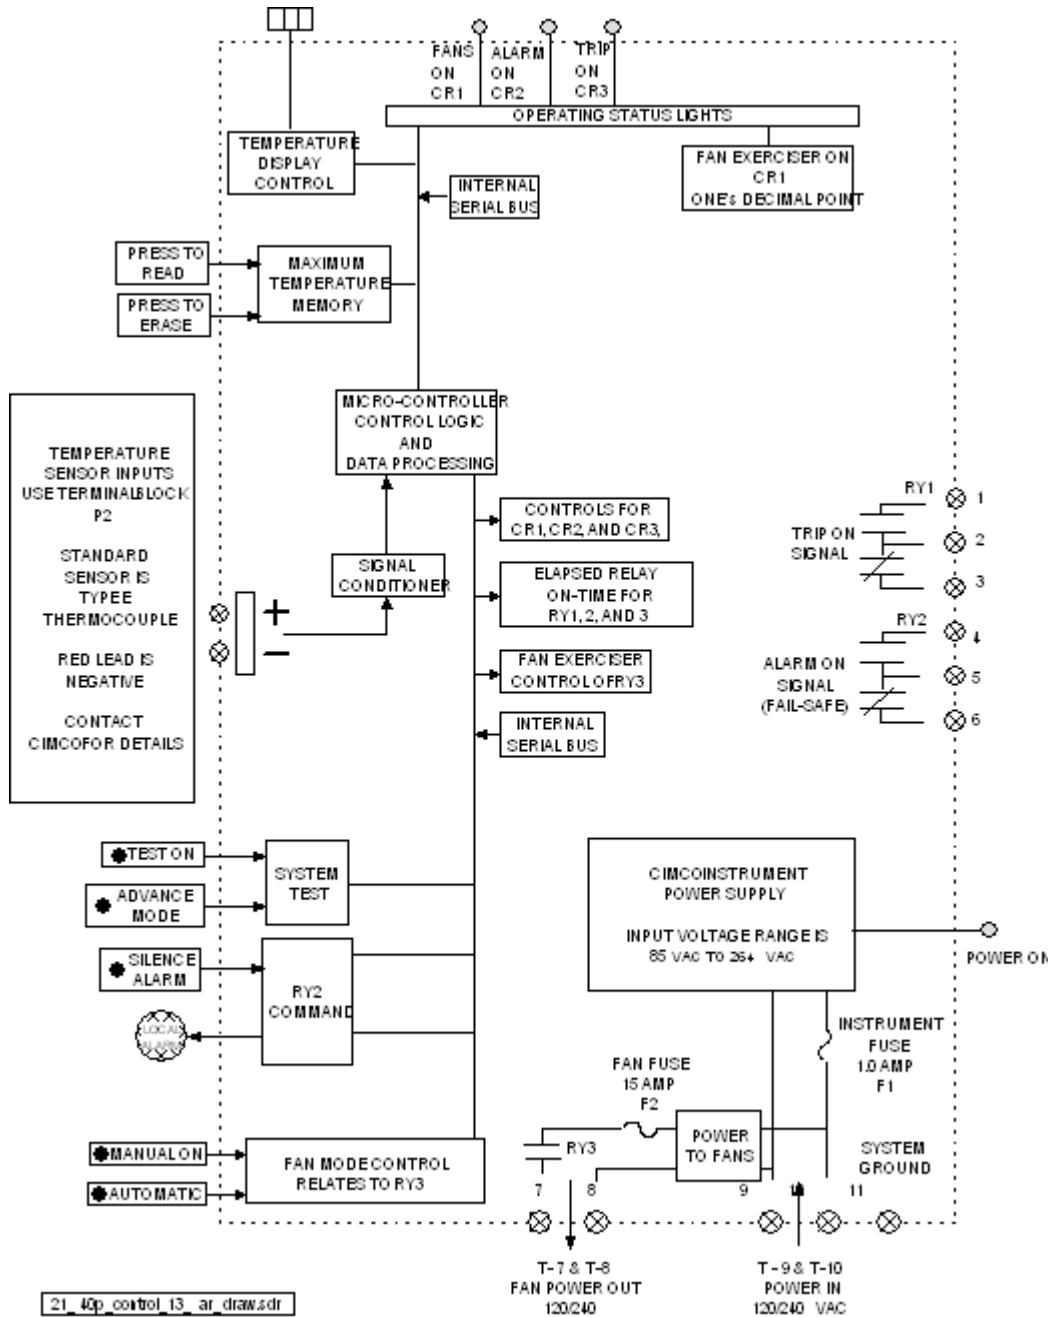 FANS
ON
CR1
ALARM
ON
CR2
TRIP
ON
CR3
OPERATING STATUS LIGHTS
TEMPERATURE
DISPLAY
CONTROL
FAN EXERCISER ON
CR1
ONE's DECIMAL POINT
INTERNAL
SERIAL BUS
PRESS TO
READ
PRESS TO
ERASE
MAXIMUM
TEMPERATURE
MEMORY
MICRO-CONTROLLER
CONTROL LOGIC
AND
DATA PROCESSING
TEMPERATURE
SENSOR INPUTS
USE TERMINAL BLOCK
P2
STANDARD
SENSOR IS
TYPE E
THERMOCOUPLE
RED LEAD IS
NEGATIVE
CONTACT
CIMCO FOR DETAILS
+
−
SIGNAL
CONDITIONER
CONTROLS FOR
CR1, CR2, AND CR3,
ELAPSED RELAY
ON-TIME FOR
RY1, 2, AND 3
FAN EXERCISER
CONTROL OF RY3
INTERNAL
SERIAL BUS
RY1
TRIP ON
SIGNAL
1
2
3
RY2
ALARM ON
SIGNAL
(FAIL-SAFE)
4
5
6
TEST ON
ADVANCE
MODE
SYSTEM
TEST
SILENCE
ALARM
LOCAL
ALARM
RY2
COMMAND
MANUAL ON
AUTOMATIC
FAN MODE CONTROL
RELATES TO RY3
CIMCO INSTRUMENT
POWER SUPPLY
INPUT VOLTAGE RANGE IS
85 VAC TO 264 VAC
POWER ON
INSTRUMENT
FUSE
1.0 AMP
F1
FAN FUSE
15 AMP
F2
RY3
POWER
TO FANS
SYSTEM
GROUND
7
8
9
10
11
T-7 & T-8
FAN POWER OUT
120/240
T-9 & T-10
POWER IN
120/240 VAC
21_40p_control_13_ar_draw.sdr